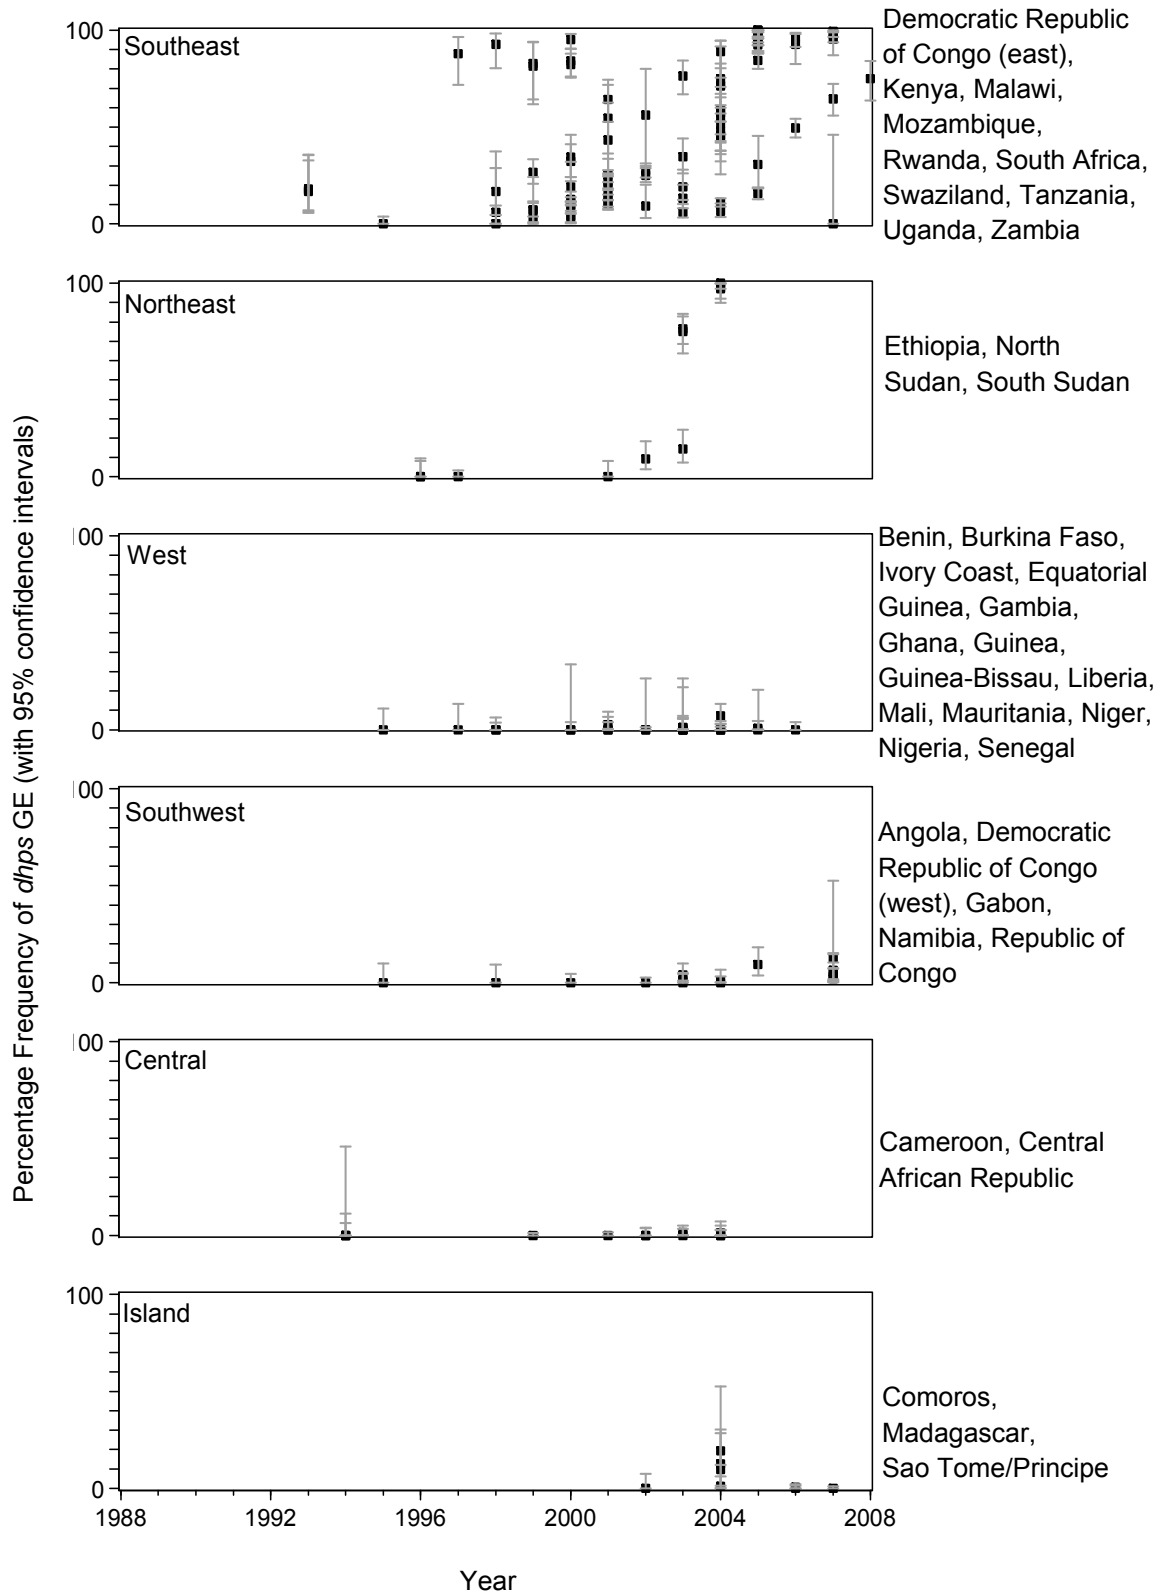 Percentage Frequency of dhps GE (with 95% confidence intervals)
100
Southeast
0
Democratic Republic
of Congo (east),
Kenya, Malawi,
Mozambique,
Rwanda, South Africa,
Swaziland, Tanzania,
Uganda, Zambia
100
Northeast
0
Ethiopia, North
Sudan, South Sudan
00
West
0
Benin, Burkina Faso,
Ivory Coast, Equatorial
Guinea, Gambia,
Ghana, Guinea,
Guinea-Bissau, Liberia,
Mali, Mauritania, Niger,
Nigeria, Senegal
00
Southwest
0
Angola, Democratic
Republic of Congo
(west), Gabon,
Namibia, Republic of
Congo
00
Central
0
Cameroon, Central
African Republic
100
Island
0
Comoros,
Madagascar,
Sao Tome/Principe
1988 1992 1996 2000 2004 2008
Year